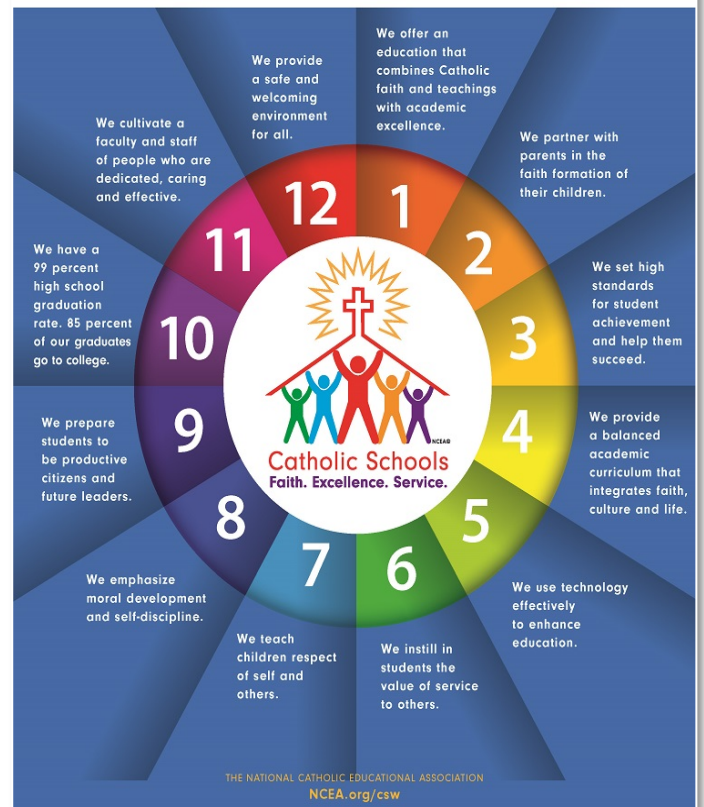 We offer an
education that
combines Catholic
faith and teachings
with academic
excellence.
1
We partner with
parents in the
faith formation of
their children.
2
We set high
standards
for student
achievement
and help them
succeed.
3
We provide
a balanced
academic
curriculum that
integrates faith,
culture and life.
4
We use technology
effectively
to enhance
education.
5
We instill in
students the
value of service
to others.
6
We teach
children respect
of self and
others.
7
We emphasize
moral development
and self-discipline.
8
We prepare
students to
be productive
citizens and
future leaders.
9
We have a
99 percent
high school
graduation
rate. 85 percent
of our graduates
go to college.
10
We cultivate a
faculty and staff
of people who are
dedicated, caring
and effective.
11
We provide
a safe and
welcoming
environment
for all.
12
NCEA®
Catholic Schools
Faith. Excellence. Service.
THE NATIONAL CATHOLIC EDUCATIONAL ASSOCIATION
NCEA.org/csw